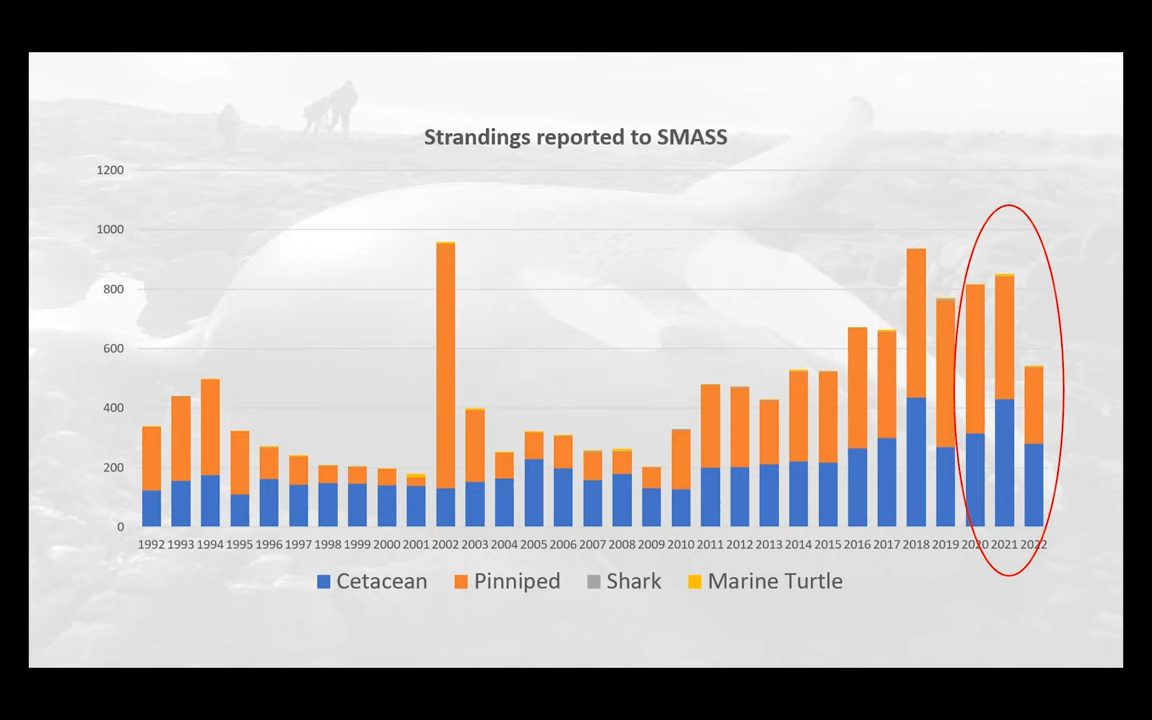 Strandings reported to SMASS
1200
1000
800
600
400
200
0
1992 1993 1994 1995 1996 1997 1998 1999 2000 2001 2002 2003 2004 2005 2006 2007 2008 2009 2010 2011 2012 2013 2014 2015 2016 2017 2018 2019 2020 2021 2022
Cetacean Pinniped Shark Marine Turtle